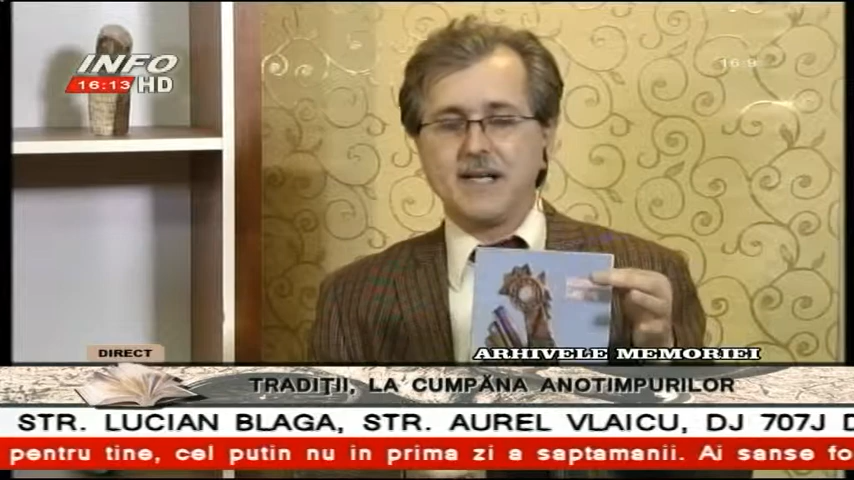 INFO
16:13 HD
16:9
ARHIVELE MEMORIEI
DIRECT
TRADIȚII, LA CUMPĂNA ANOTIMPURILOR
STR. LUCIAN BLAGA, STR. AUREL VLAICU, DJ 707J D
pentru tine, cel putin nu in prima zi a saptamanii. Ai sanse fo